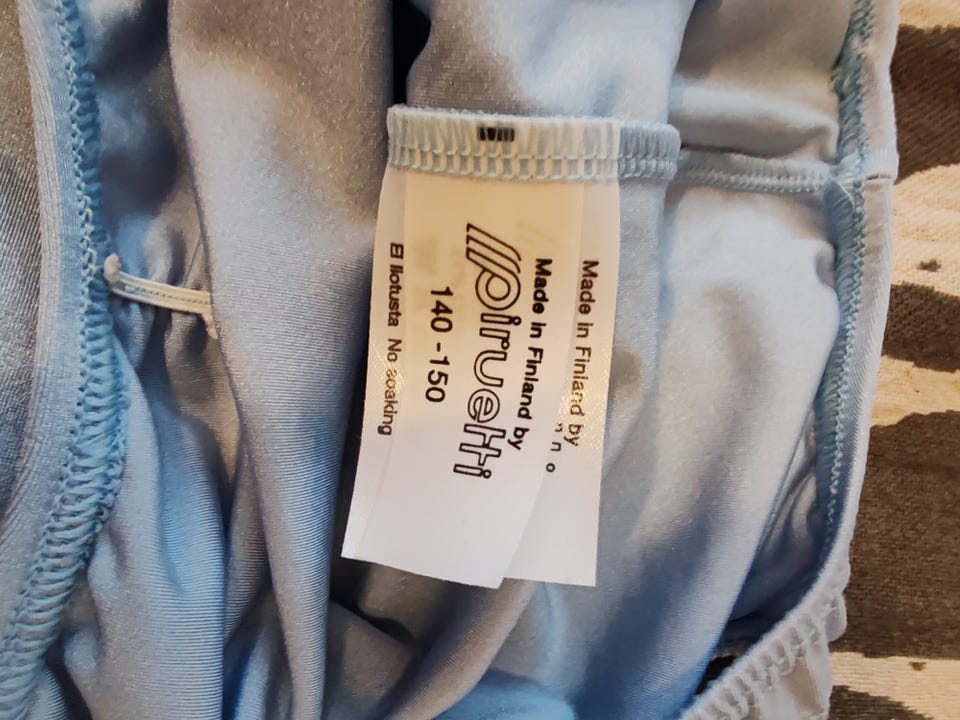 Made in Finland by
Made in Finland by
piruetti
140 -150
Ei liotusta No soaking